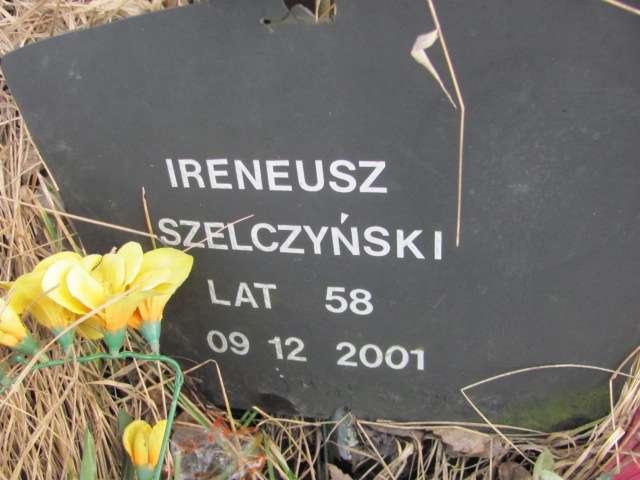 IRENEUSZ
SZELCZYŃSKI
LAT 58
09 12 2001